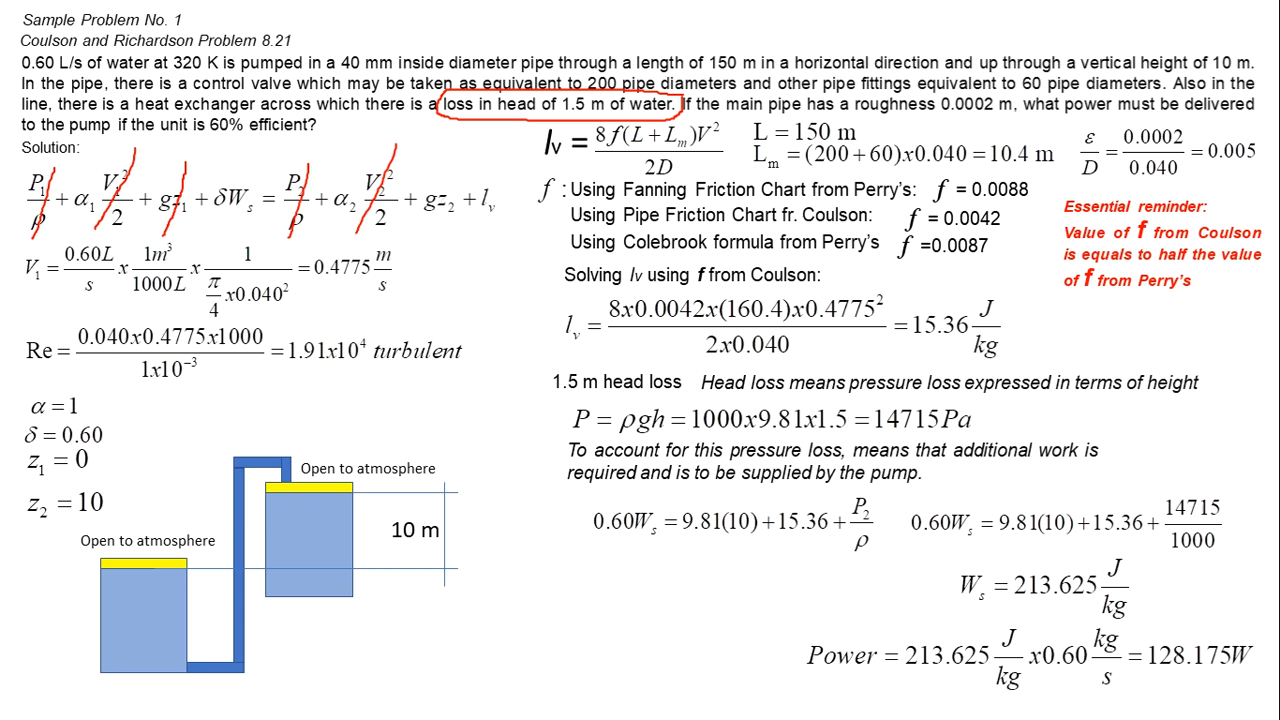 Sample Problem No. 1
Coulson and Richardson Problem 8.21
0.60 L/s of water at 320 K is pumped in a 40 mm inside diameter pipe through a length of 150 m in a horizontal direction and up through a vertical height of 10 m.
In the pipe, there is a control valve which may be taken as equivalent to 200 pipe diameters and other pipe fittings equivalent to 60 pipe diameters. Also in the
line, there is a heat exchanger across which there is a loss in head of 1.5 m of water. If the main pipe has a roughness 0.0002 m, what power must be delivered
to the pump if the unit is 60% efficient?
Solution:
P₁/ρ + α₁ V₁²/2 + gz₁ + δWₛ = P₂/ρ + α₂ V₂²/2 + gz₂ + lᵥ
V₁ = 0.60L/s x 1m³/1000L x 1/(π/4 x0.040²) = 0.4775 m/s
Re = 0.040x0.4775x1000/1x10⁻³ = 1.91x10⁴ turbulent
α = 1
δ = 0.60
z₁ = 0
z₂ = 10
Open to atmosphere
Open to atmosphere
10 m
lv = 8f(L + Lₘ)V²/2D
L = 150 m
Lₘ = (200+60)x0.040 = 10.4 m
ε/D = 0.0002/0.040 = 0.005
f : Using Fanning Friction Chart from Perry's: f = 0.0088
Using Pipe Friction Chart fr. Coulson: f = 0.0042
Using Colebrook formula from Perry's f =0.0087
Essential reminder:
Value of f from Coulson
is equals to half the value
of f from Perry's
Solving lv using f from Coulson:
lᵥ = 8x0.0042x(160.4)x0.4775²/2x0.040 = 15.36 J/kg
1.5 m head loss Head loss means pressure loss expressed in terms of height
P = ρgh = 1000x9.81x1.5 = 14715Pa
To account for this pressure loss, means that additional work is
required and is to be supplied by the pump.
0.60Wₛ = 9.81(10)+15.36+ P₂/ρ
0.60Wₛ = 9.81(10)+15.36+ 14715/1000
Wₛ = 213.625 J/kg
Power = 213.625 J/kg x0.60 kg/s = 128.175W